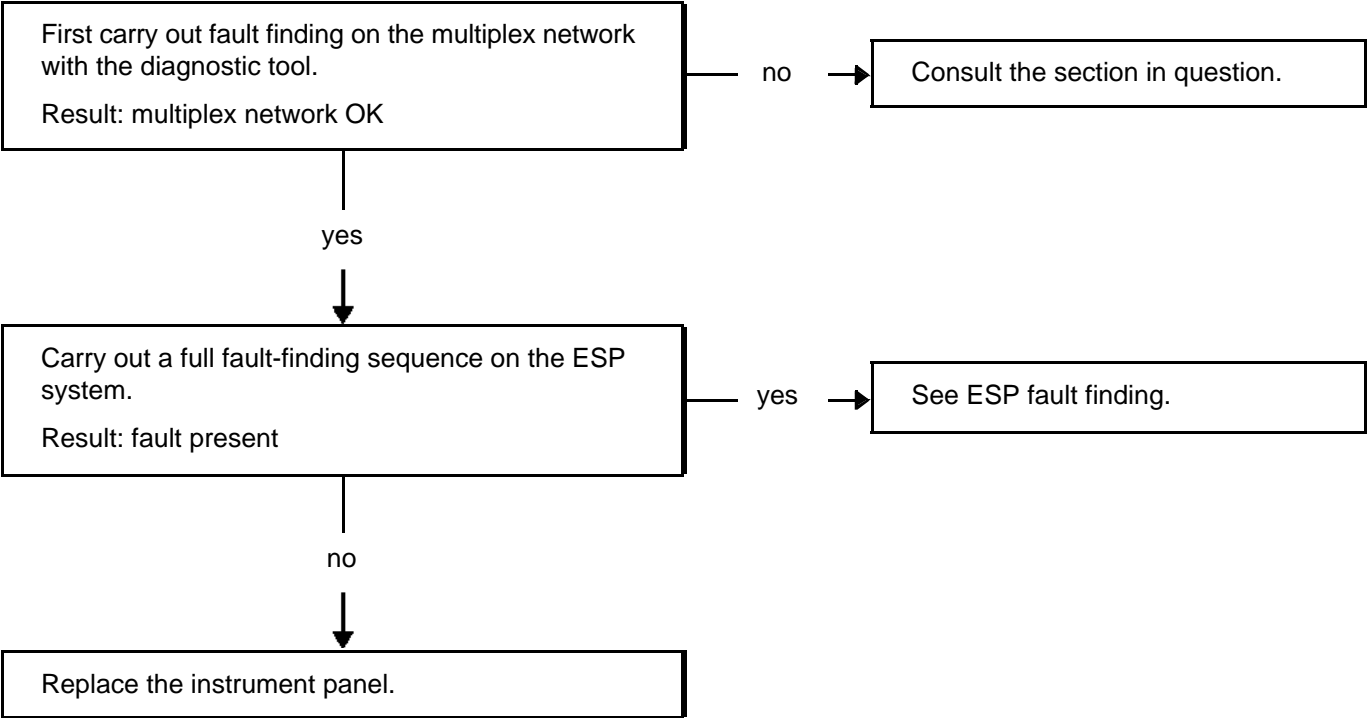 First carry out fault finding on the multiplex network
with the diagnostic tool.
Result: multiplex network OK
no
Consult the section in question.
yes
Carry out a full fault-finding sequence on the ESP
system.
Result: fault present
yes
See ESP fault finding.
no
Replace the instrument panel.